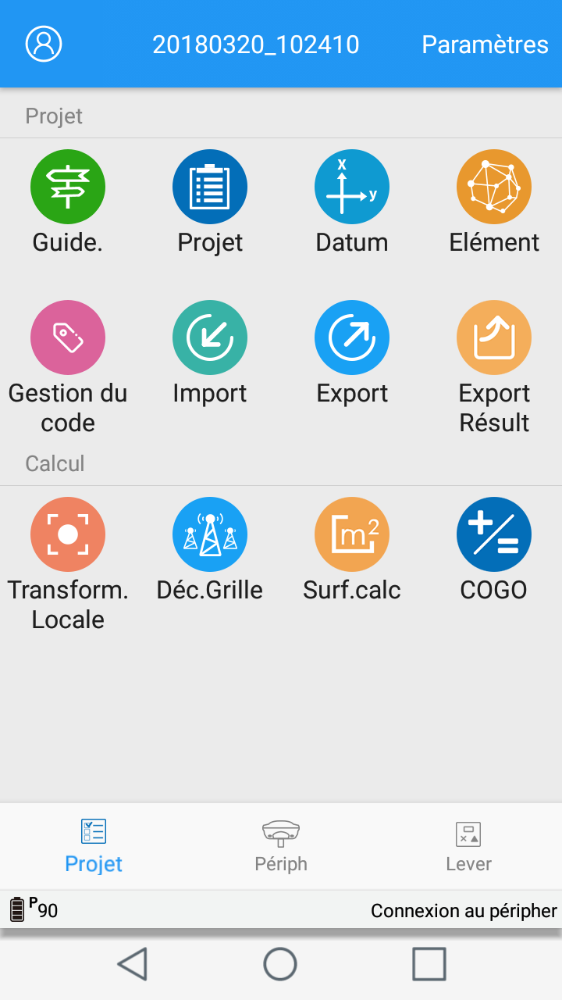 20180320_102410 Paramètres
Projet
X
y
Guide. Projet Datum Elément
Gestion du Import Export Export
code Résult
Calcul
m²
Transform. Déc.Grille Surf.calc COGO
Locale
Projet Périph Lever
P90 Connexion au péripher